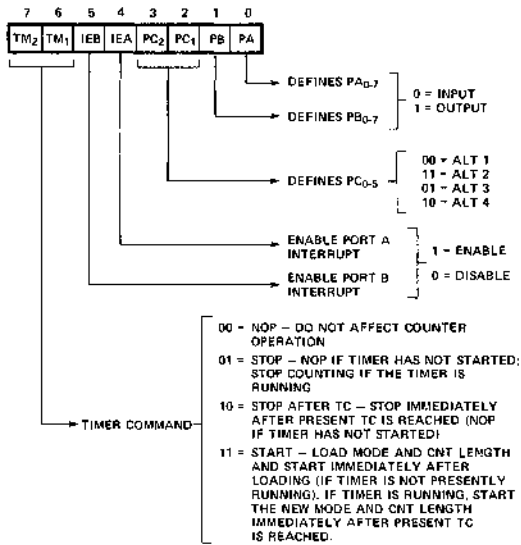 7 6 5 4 3 2 1 0
TM2 TM1 IEB IEA PC2 PC1 PB PA
DEFINES PA0-7
DEFINES PB0-7
0 = INPUT
1 = OUTPUT
DEFINES PC0-5
00 = ALT 1
11 = ALT 2
01 = ALT 3
10 = ALT 4
ENABLE PORT A
INTERRUPT
ENABLE PORT B
INTERRUPT
1 = ENABLE
0 = DISABLE
TIMER COMMAND
00 = NOP – DO NOT AFFECT COUNTER
OPERATION
01 = STOP – NOP IF TIMER HAS NOT STARTED;
STOP COUNTING IF THE TIMER IS
RUNNING
10 = STOP AFTER TC – STOP IMMEDIATELY
AFTER PRESENT TC IS REACHED (NOP
IF TIMER HAS NOT STARTED)
11 = START – LOAD MODE AND CNT LENGTH
AND START IMMEDIATELY AFTER
LOADING (IF TIMER IS NOT PRESENTLY
RUNNING). IF TIMER IS RUNNING, START
THE NEW MODE AND CNT LENGTH
IMMEDIATELY AFTER PRESENT TC
IS REACHED.